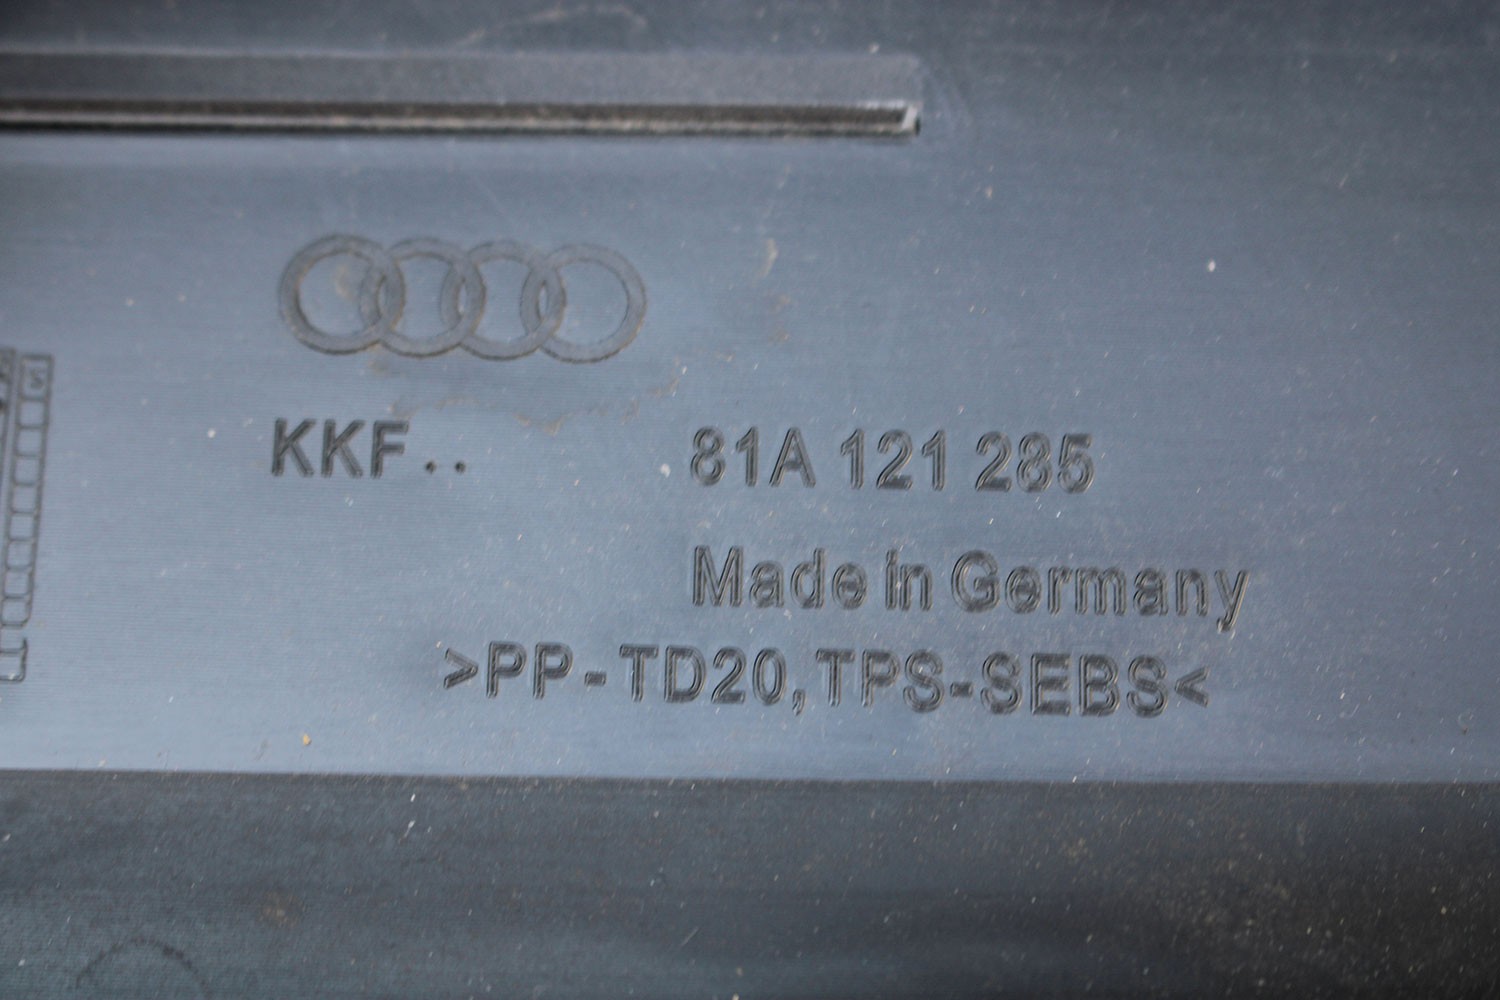 KKF.. 81A 121 285
Made in Germany
>PP-TD20,TPS-SEBS<